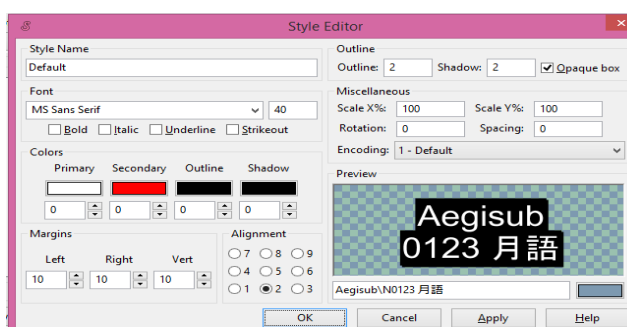 Style Editor
Style Name
Default
Font
MS Sans Serif
40
Bold Italic Underline Strikeout
Colors
Primary Secondary Outline Shadow
0 0 0 0
Margins
Left Right Vert
10 10 10
Alignment
7 8 9
4 5 6
1 2 3
Outline
Outline: 2 Shadow: 2 Opaque box
Miscellaneous
Scale X%: 100 Scale Y%: 100
Rotation: 0 Spacing: 0
Encoding: 1 - Default
Preview
Aegisub
0123 月語
Aegisub\N0123 月語
OK Cancel Apply Help